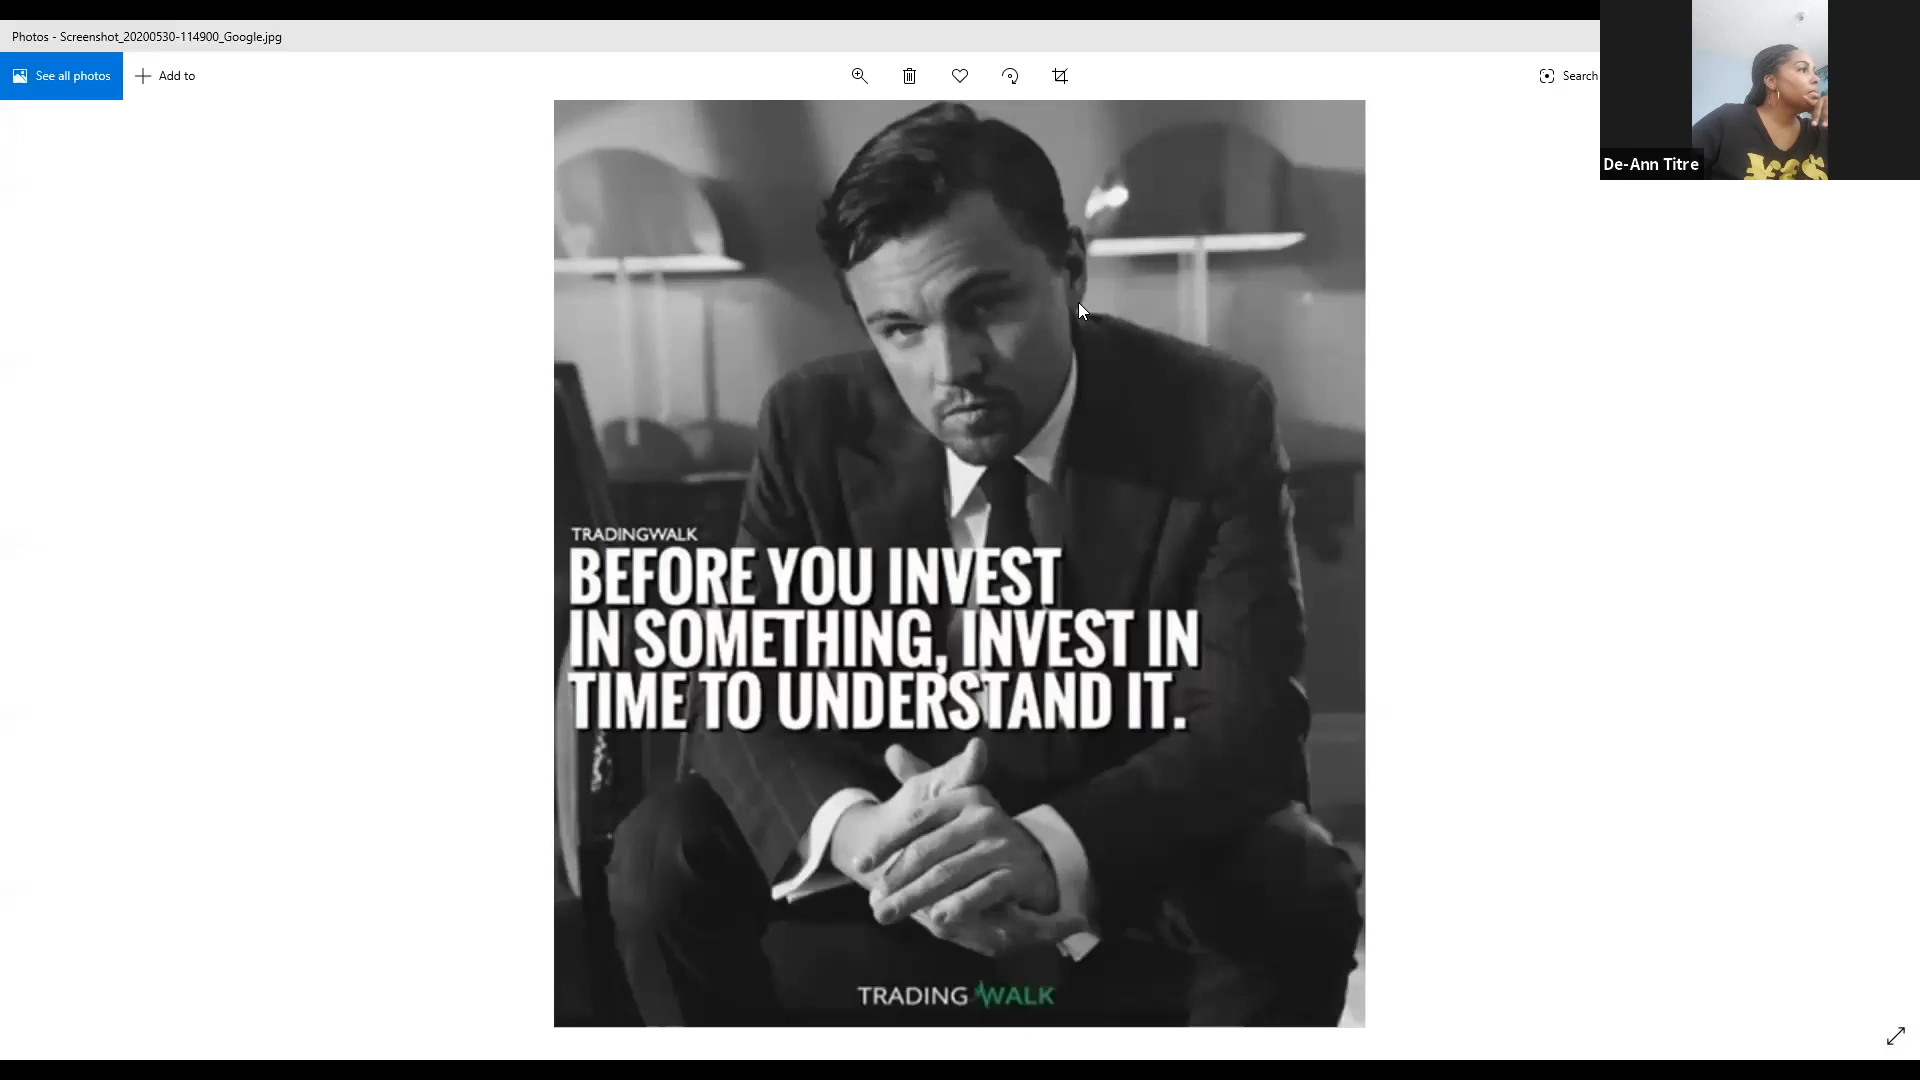 Photos - Screenshot_20200530-114900_Google.jpg
See all photos
Add to
Search
De-Ann Titre
TRADINGWALK
BEFORE YOU INVEST
IN SOMETHING, INVEST IN
TIME TO UNDERSTAND IT.
TRADING WALK